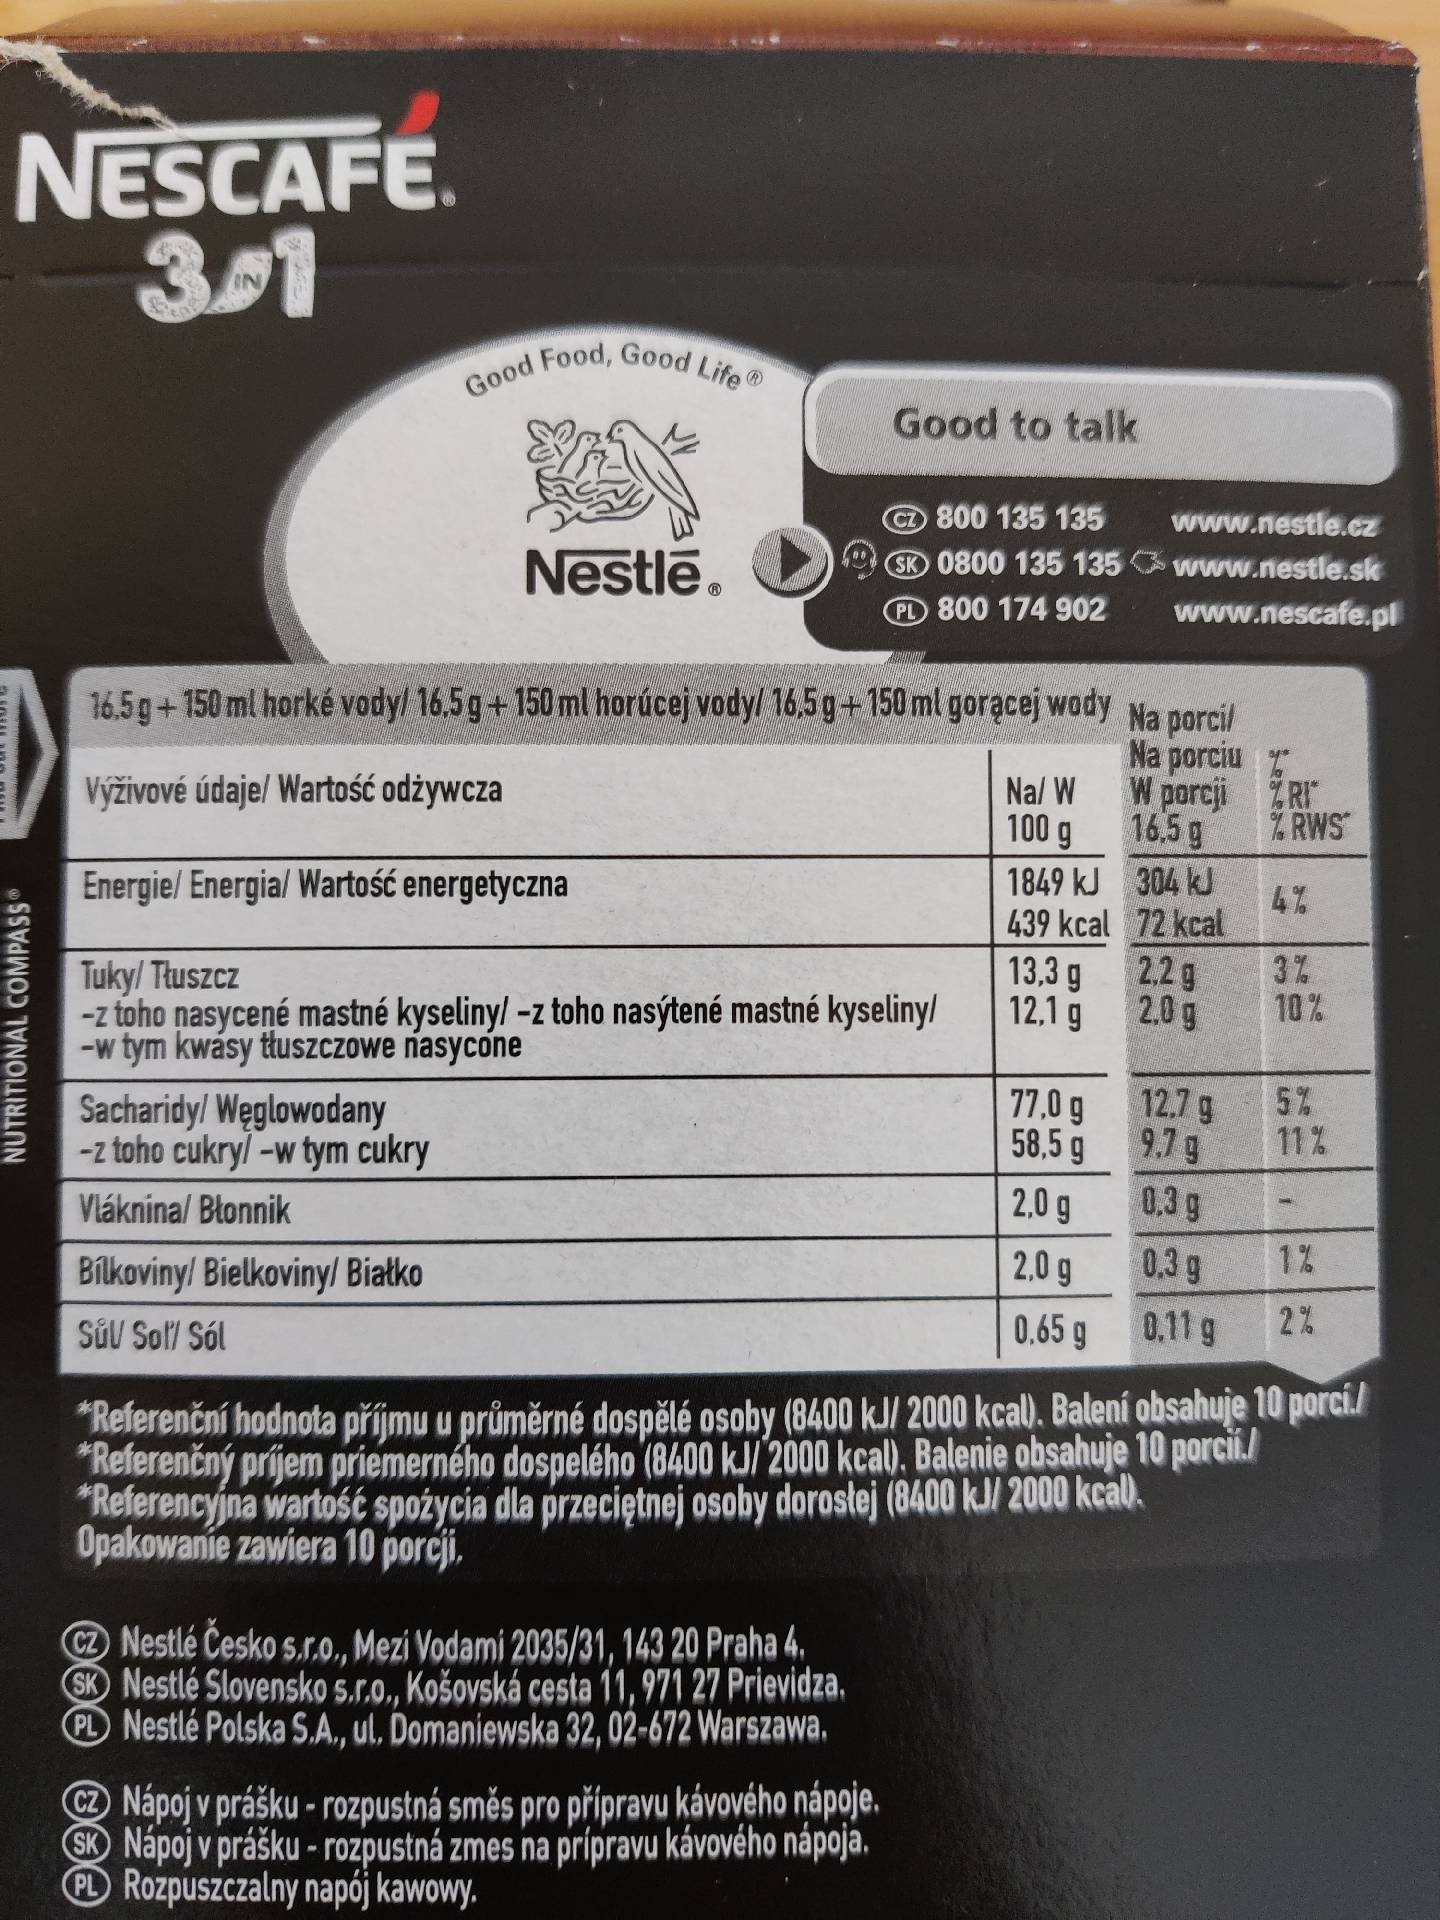 NESCAFÉ®
3 IN 1
Good Food, Good Life ®
Nestlé®
Good to talk
CZ 800 135 135 www.nestle.cz
SK 0800 135 135 www.nestle.sk
PL 800 174 902 www.nescafe.pl
NUTRITIONAL COMPASS®
16,5 g + 150 ml horké vody/ 16,5 g + 150 ml horúcej vody/ 16,5 g + 150 ml gorącej wody
Výživové údaje/ Wartość odżywcza
Na/ W
100 g
Na porci/
Na porciu
W porcji
16,5 g
%*
% RI*
% RWS*
Energie/ Energia/ Wartość energetyczna 1849 kJ 304 kJ 4 %
439 kcal 72 kcal
Tuky/ Tłuszcz 13,3 g 2,2 g 3 %
-z toho nasycené mastné kyseliny/ -z toho nasýtené mastné kyseliny/ 12,1 g 2,0 g 10 %
-w tym kwasy tłuszczowe nasycone
Sacharidy/ Węglowodany 77,0 g 12,7 g 5 %
-z toho cukry/ -w tym cukry 58,5 g 9,7 g 11 %
Vláknina/ Błonnik 2,0 g 0,3 g -
Bílkoviny/ Bielkoviny/ Białko 2,0 g 0,3 g 1 %
Sůl/ Soľ/ Sól 0,65 g 0,11 g 2 %
*Referenční hodnota příjmu u průměrné dospělé osoby (8400 kJ/ 2000 kcal). Balení obsahuje 10 porcí./
*Referenčný príjem priemerného dospelého (8400 kJ/ 2000 kcal). Balenie obsahuje 10 porcií./
*Referencyjna wartość spożycia dla przeciętnej osoby dorosłej (8400 kJ/ 2000 kcal).
Opakowanie zawiera 10 porcji.
CZ Nestlé Česko s.r.o., Mezi Vodami 2035/31, 143 20 Praha 4.
SK Nestlé Slovensko s.r.o., Košovská cesta 11, 971 27 Prievidza.
PL Nestlé Polska S.A., ul. Domaniewska 32, 02-672 Warszawa.
CZ Nápoj v prášku - rozpustná směs pro přípravu kávového nápoje.
SK Nápoj v prášku - rozpustná zmes na prípravu kávového nápoja.
PL Rozpuszczalny napój kawowy.